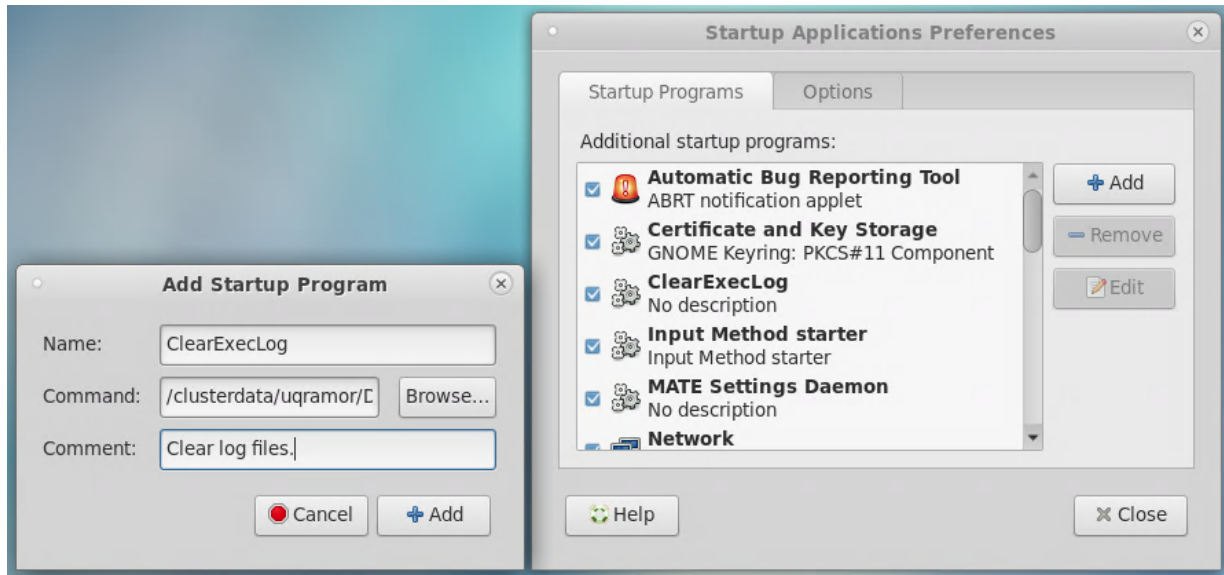 Startup Applications Preferences
Startup Programs
Options
Additional startup programs:
Automatic Bug Reporting Tool
ABRT notification applet
Certificate and Key Storage
GNOME Keyring: PKCS#11 Component
ClearExecLog
No description
Input Method starter
Input Method starter
MATE Settings Daemon
No description
Network
Add
Remove
Edit
Help
Close
Add Startup Program
Name: ClearExecLog
Command: /clusterdata/uqramor/D Browse...
Comment: Clear log files.
Cancel
Add